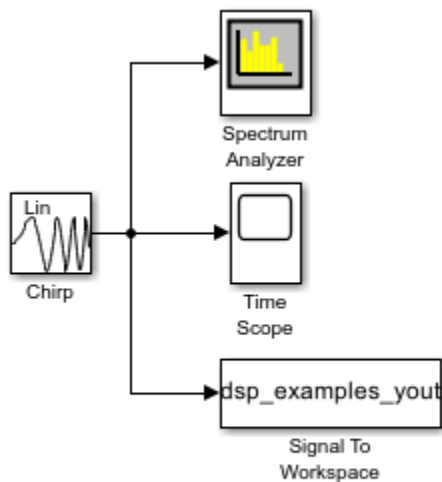 Spectrum
Analyzer
Lin
Chirp
Time
Scope
dsp_examples_yout
Signal To
Workspace